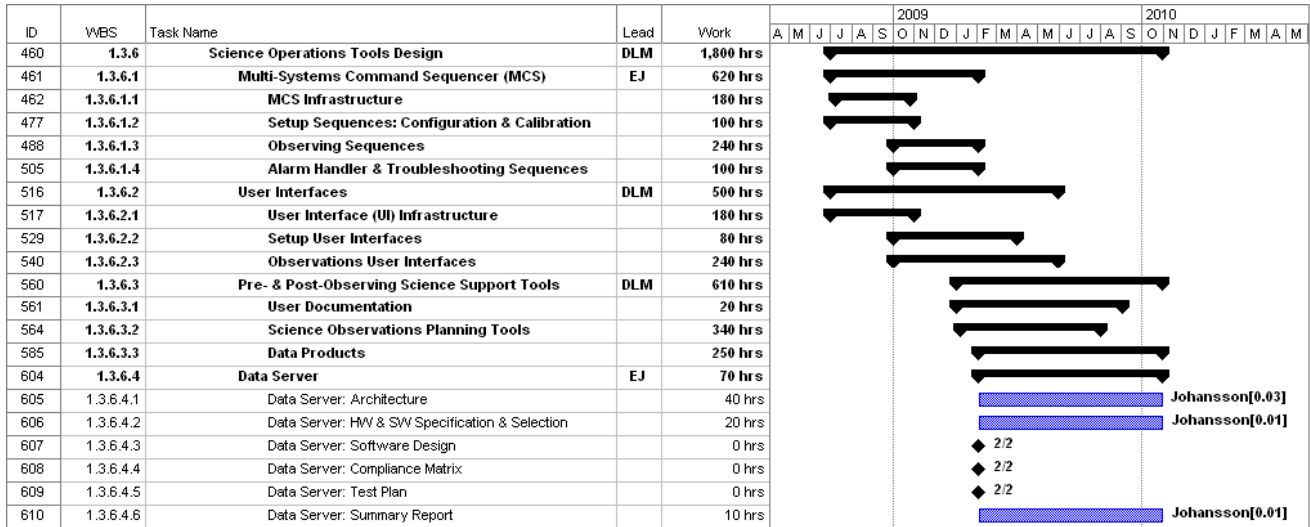 2009 2010
ID WBS Task Name Lead Work A M J J A S O N D J F M A M J J A S O N D J F M A M
460 1.3.6 Science Operations Tools Design DLM 1,800 hrs
461 1.3.6.1 Multi-Systems Command Sequencer (MCS) EJ 620 hrs
462 1.3.6.1.1 MCS Infrastructure 180 hrs
477 1.3.6.1.2 Setup Sequences: Configuration & Calibration 100 hrs
488 1.3.6.1.3 Observing Sequences 240 hrs
505 1.3.6.1.4 Alarm Handler & Troubleshooting Sequences 100 hrs
516 1.3.6.2 User Interfaces DLM 500 hrs
517 1.3.6.2.1 User Interface (UI) Infrastructure 180 hrs
529 1.3.6.2.2 Setup User Interfaces 80 hrs
540 1.3.6.2.3 Observations User Interfaces 240 hrs
560 1.3.6.3 Pre- & Post-Observing Science Support Tools DLM 610 hrs
561 1.3.6.3.1 User Documentation 20 hrs
564 1.3.6.3.2 Science Observations Planning Tools 340 hrs
585 1.3.6.3.3 Data Products 250 hrs
604 1.3.6.4 Data Server EJ 70 hrs
605 1.3.6.4.1 Data Server: Architecture 40 hrs Johansson[0.03]
606 1.3.6.4.2 Data Server: HW & SW Specification & Selection 20 hrs Johansson[0.01]
607 1.3.6.4.3 Data Server: Software Design 0 hrs 2/2
608 1.3.6.4.4 Data Server: Compliance Matrix 0 hrs 2/2
609 1.3.6.4.5 Data Server: Test Plan 0 hrs 2/2
610 1.3.6.4.6 Data Server: Summary Report 10 hrs Johansson[0.01]